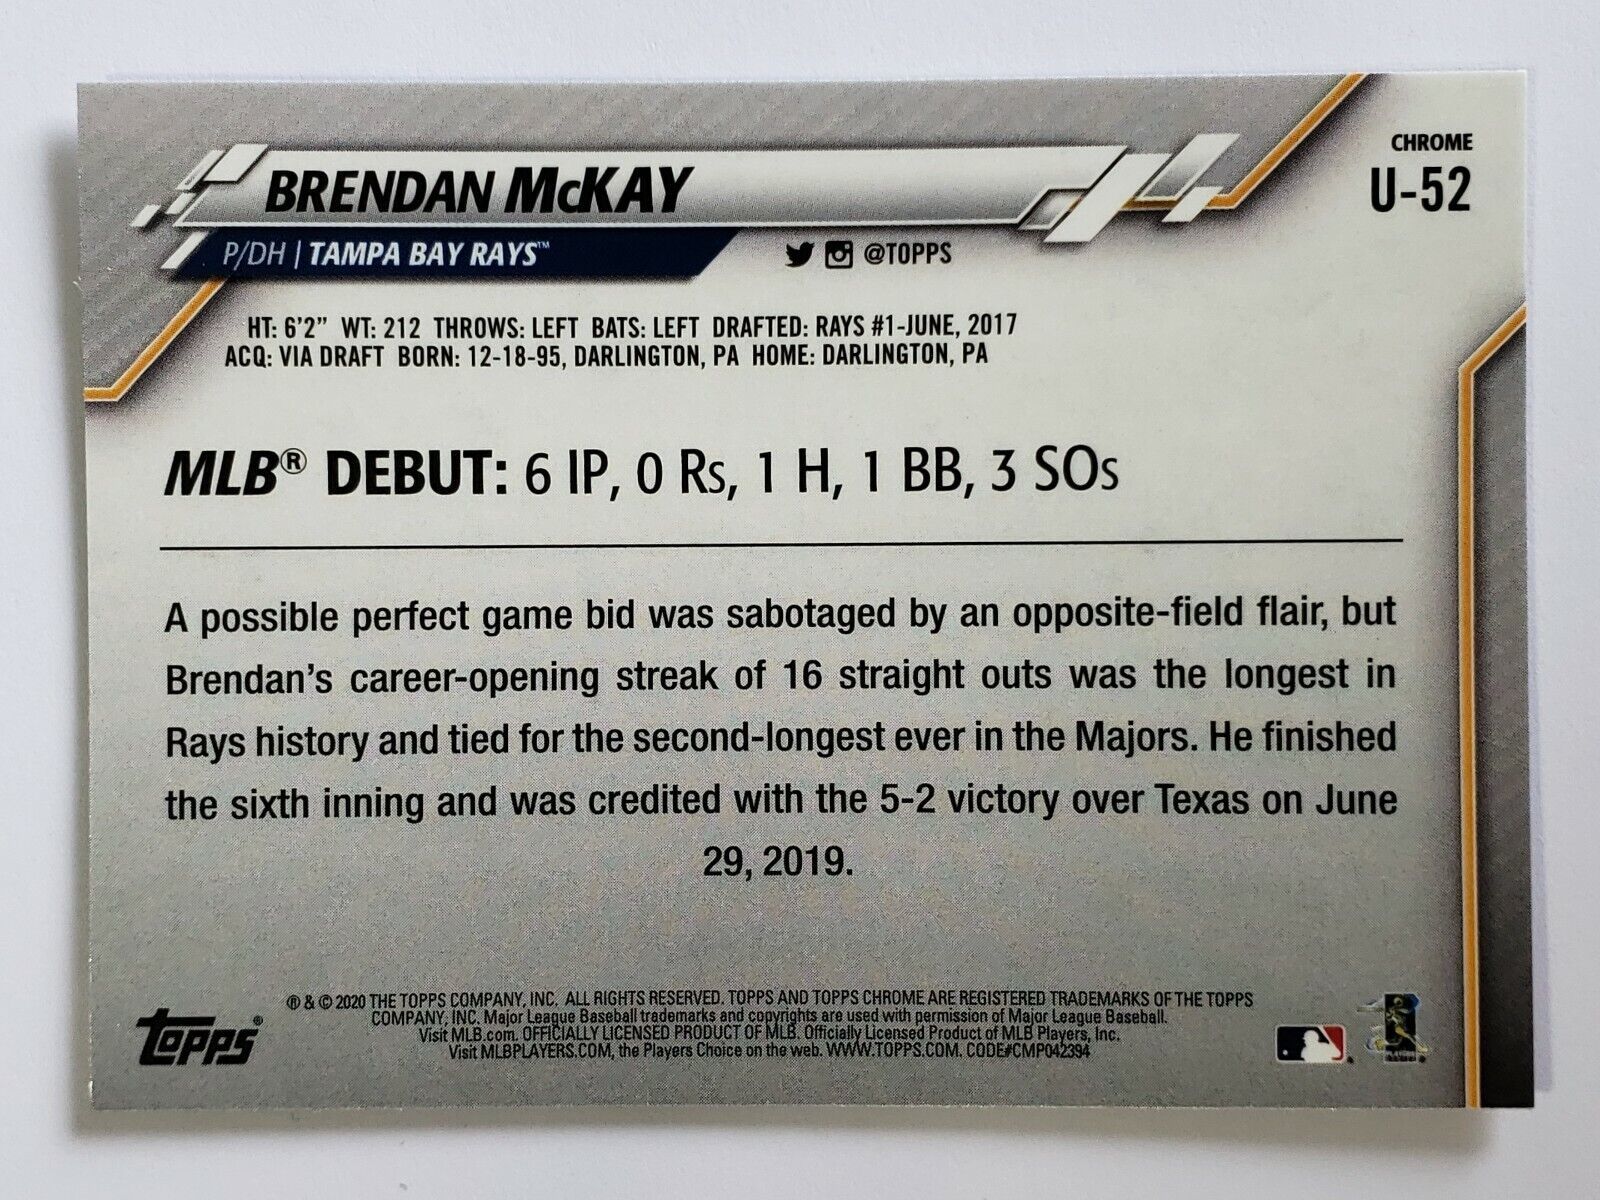 CHROME
U-52
BRENDAN McKAY
P/DH | TAMPA BAY RAYS™
@TOPPS
HT: 6'2" WT: 212 THROWS: LEFT BATS: LEFT DRAFTED: RAYS #1-JUNE, 2017
ACQ: VIA DRAFT BORN: 12-18-95, DARLINGTON, PA HOME: DARLINGTON, PA
MLB® DEBUT: 6 IP, 0 Rs, 1 H, 1 BB, 3 SOs
A possible perfect game bid was sabotaged by an opposite-field flair, but
Brendan's career-opening streak of 16 straight outs was the longest in
Rays history and tied for the second-longest ever in the Majors. He finished
the sixth inning and was credited with the 5-2 victory over Texas on June
29, 2019.
® & © 2020 THE TOPPS COMPANY, INC. ALL RIGHTS RESERVED. TOPPS AND TOPPS CHROME ARE REGISTERED TRADEMARKS OF THE TOPPS
COMPANY, INC. Major League Baseball trademarks and copyrights are used with permission of Major League Baseball.
Visit MLB.com. OFFICIALLY LICENSED PRODUCT OF MLB. Officially Licensed Product of MLB Players, Inc.
Visit MLBPLAYERS.COM, the Players Choice on the web. WWW.TOPPS.COM. CODE#CMP042394
topps®